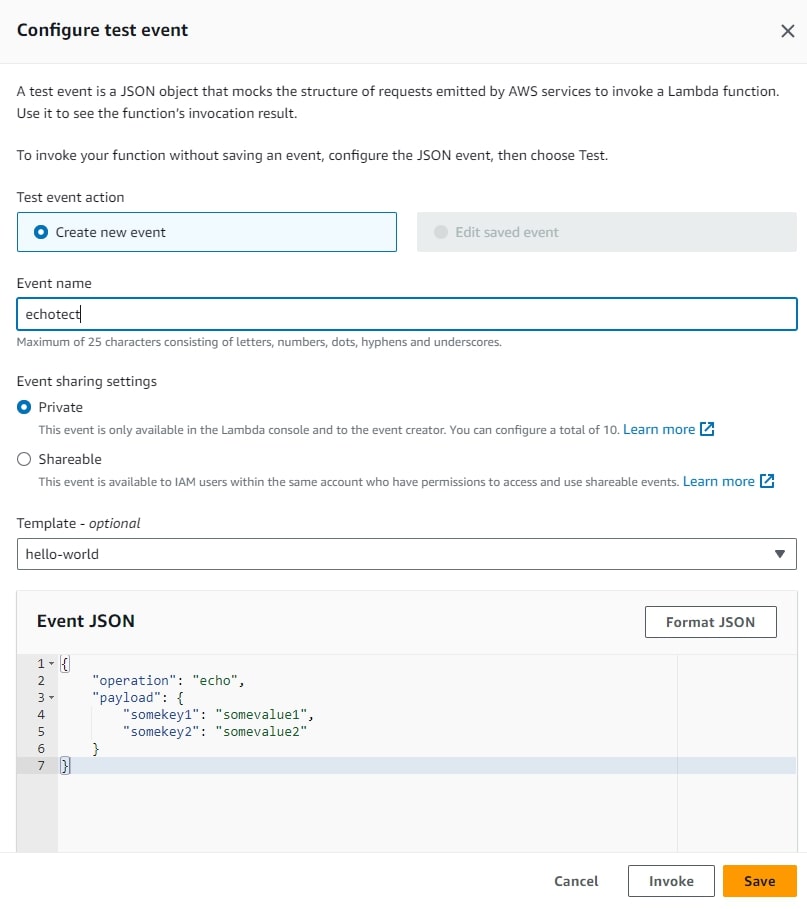 Configure test event
A test event is a JSON object that mocks the structure of requests emitted by AWS services to invoke a Lambda function.
Use it to see the function's invocation result.
To invoke your function without saving an event, configure the JSON event, then choose Test.
Test event action
Create new event
Edit saved event
Event name
echotect
Maximum of 25 characters consisting of letters, numbers, dots, hyphens and underscores.
Event sharing settings
Private
This event is only available in the Lambda console and to the event creator. You can configure a total of 10. Learn more
Shareable
This event is available to IAM users within the same account who have permissions to access and use shareable events. Learn more
Template - optional
hello-world
Event JSON
Format JSON
1 {
2 "operation": "echo",
3 "payload": {
4 "somekey1": "somevalue1",
5 "somekey2": "somevalue2"
6 }
7 }
Cancel
Invoke
Save